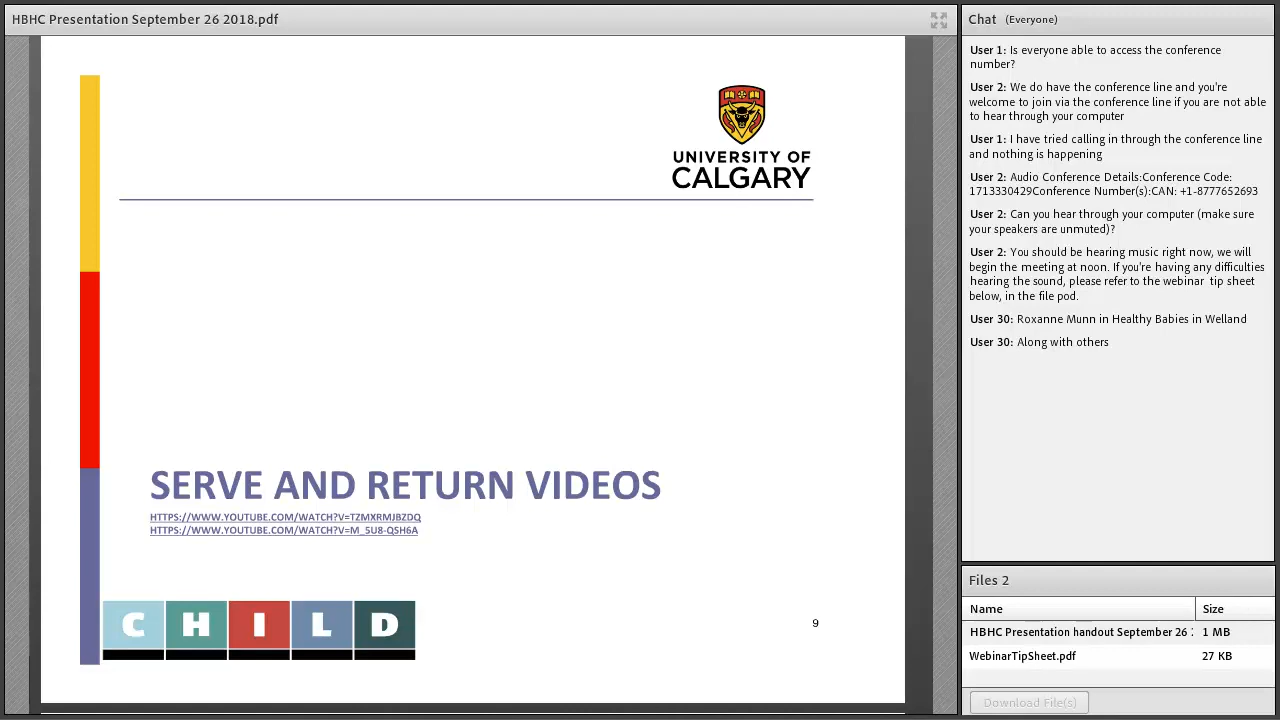 HBHC Presentation September 26 2018.pdf
UNIVERSITY OF
CALGARY
SERVE AND RETURN VIDEOS
HTTPS://WWW.YOUTUBE.COM/WATCH?V=TZMXRMJBZDQ
HTTPS://WWW.YOUTUBE.COM/WATCH?V=M_5U8-QSH6A
CHILD
9
Chat (Everyone)
User 1: Is everyone able to access the conference
number?
User 2: We do have the conference line and you're
welcome to join via the conference line if you are not able
to hear through your computer
User 1: I have tried calling in through the conference line
and nothing is happening
User 2: Audio Conference Details:Conference Code:
1713330429Conference Number(s):CAN: +1-8777652693
User 2: Can you hear through your computer (make sure
your speakers are unmuted)?
User 2: You should be hearing music right now, we will
begin the meeting at noon. If you're having any difficulties
hearing the sound, please refer to the webinar tip sheet
below, in the file pod.
User 30: Roxanne Munn in Healthy Babies in Welland
User 30: Along with others
Files 2
Name Size
HBHC Presentation handout September 26 1 MB
WebinarTipSheet.pdf 27 KB
Download File(s)